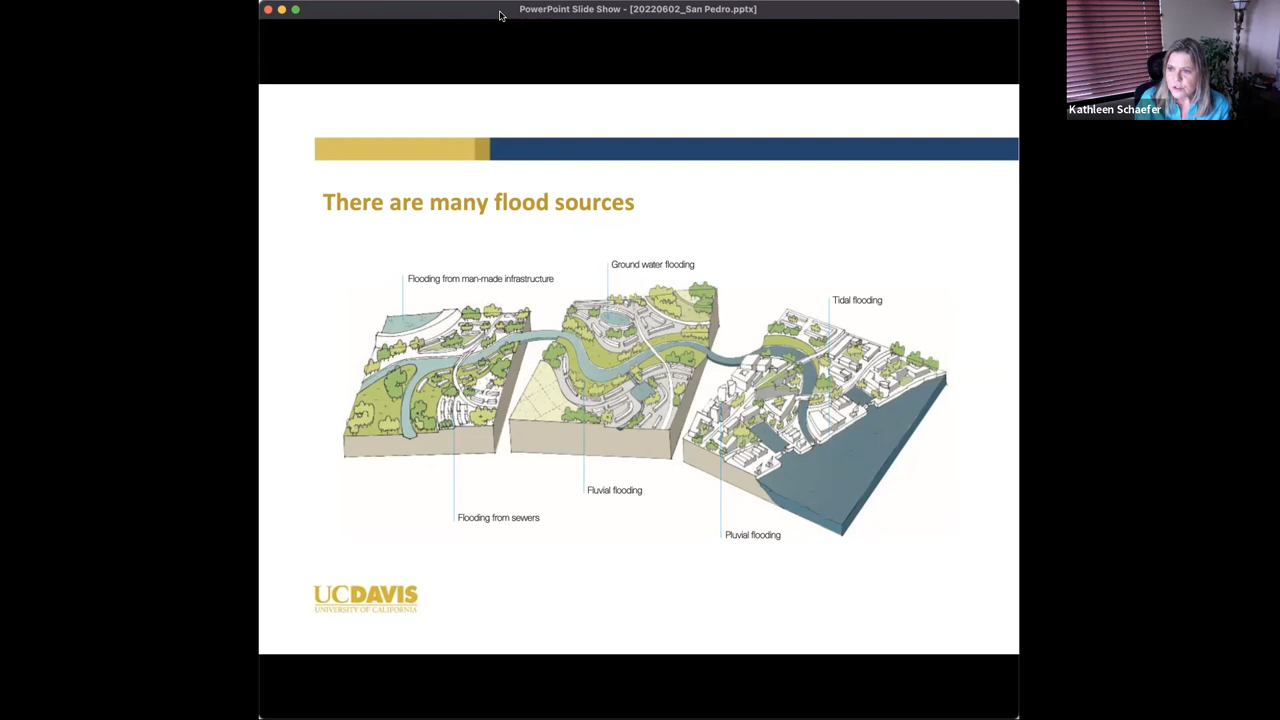 PowerPoint Slide Show - [20220602_San Pedro.pptx]
Kathleen Schaefer
There are many flood sources
Ground water flooding
Flooding from man-made infrastructure
Tidal flooding
Fluvial flooding
Flooding from sewers
Pluvial flooding
UCDAVIS
UNIVERSITY OF CALIFORNIA